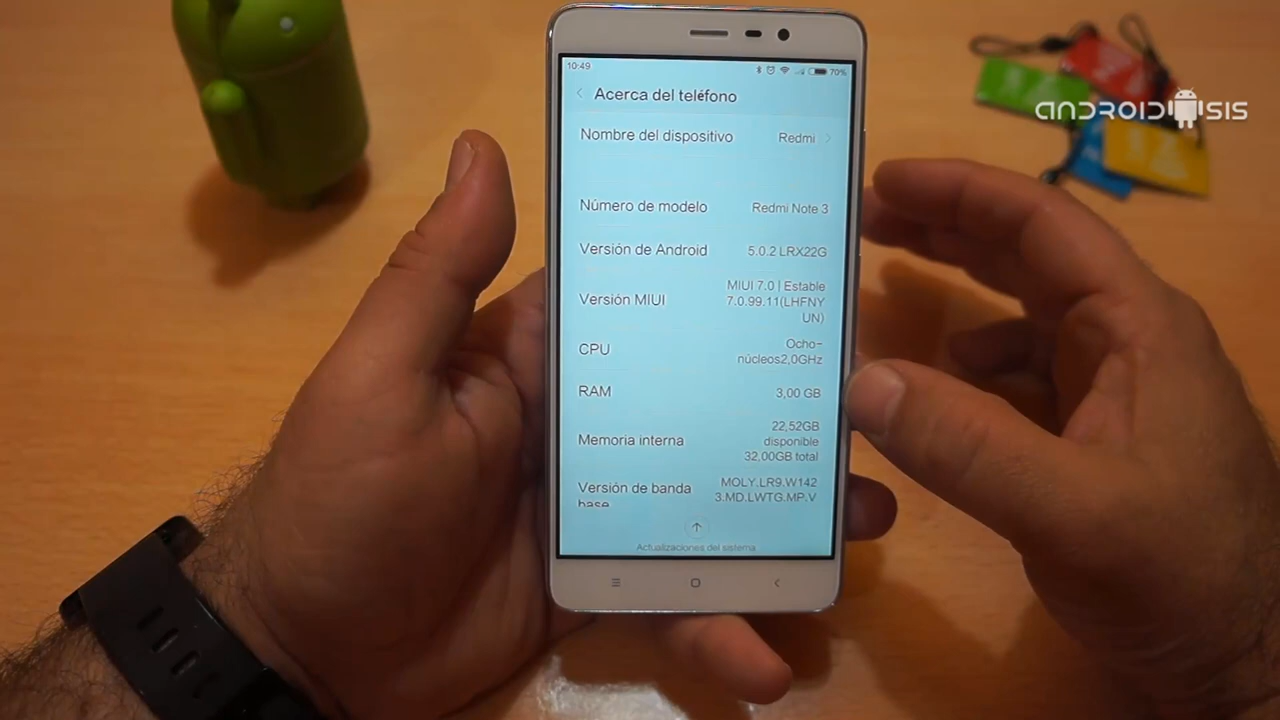 10:49
70%
Acerca del teléfono
Nombre del dispositivo Redmi
Número de modelo Redmi Note 3
Versión de Android 5.0.2 LRX22G
Versión MIUI MIUI 7.0 | Estable
7.0.99.11(LHFNY
UN)
CPU Ocho-
núcleos2,0GHz
RAM 3,00 GB
Memoria interna 22,52GB
disponible
32,00GB total
Versión de banda MOLY.LR9.W142
base 3.MD.LWTG.MP.V
Actualizaciones del sistema
ANDROIDSIS